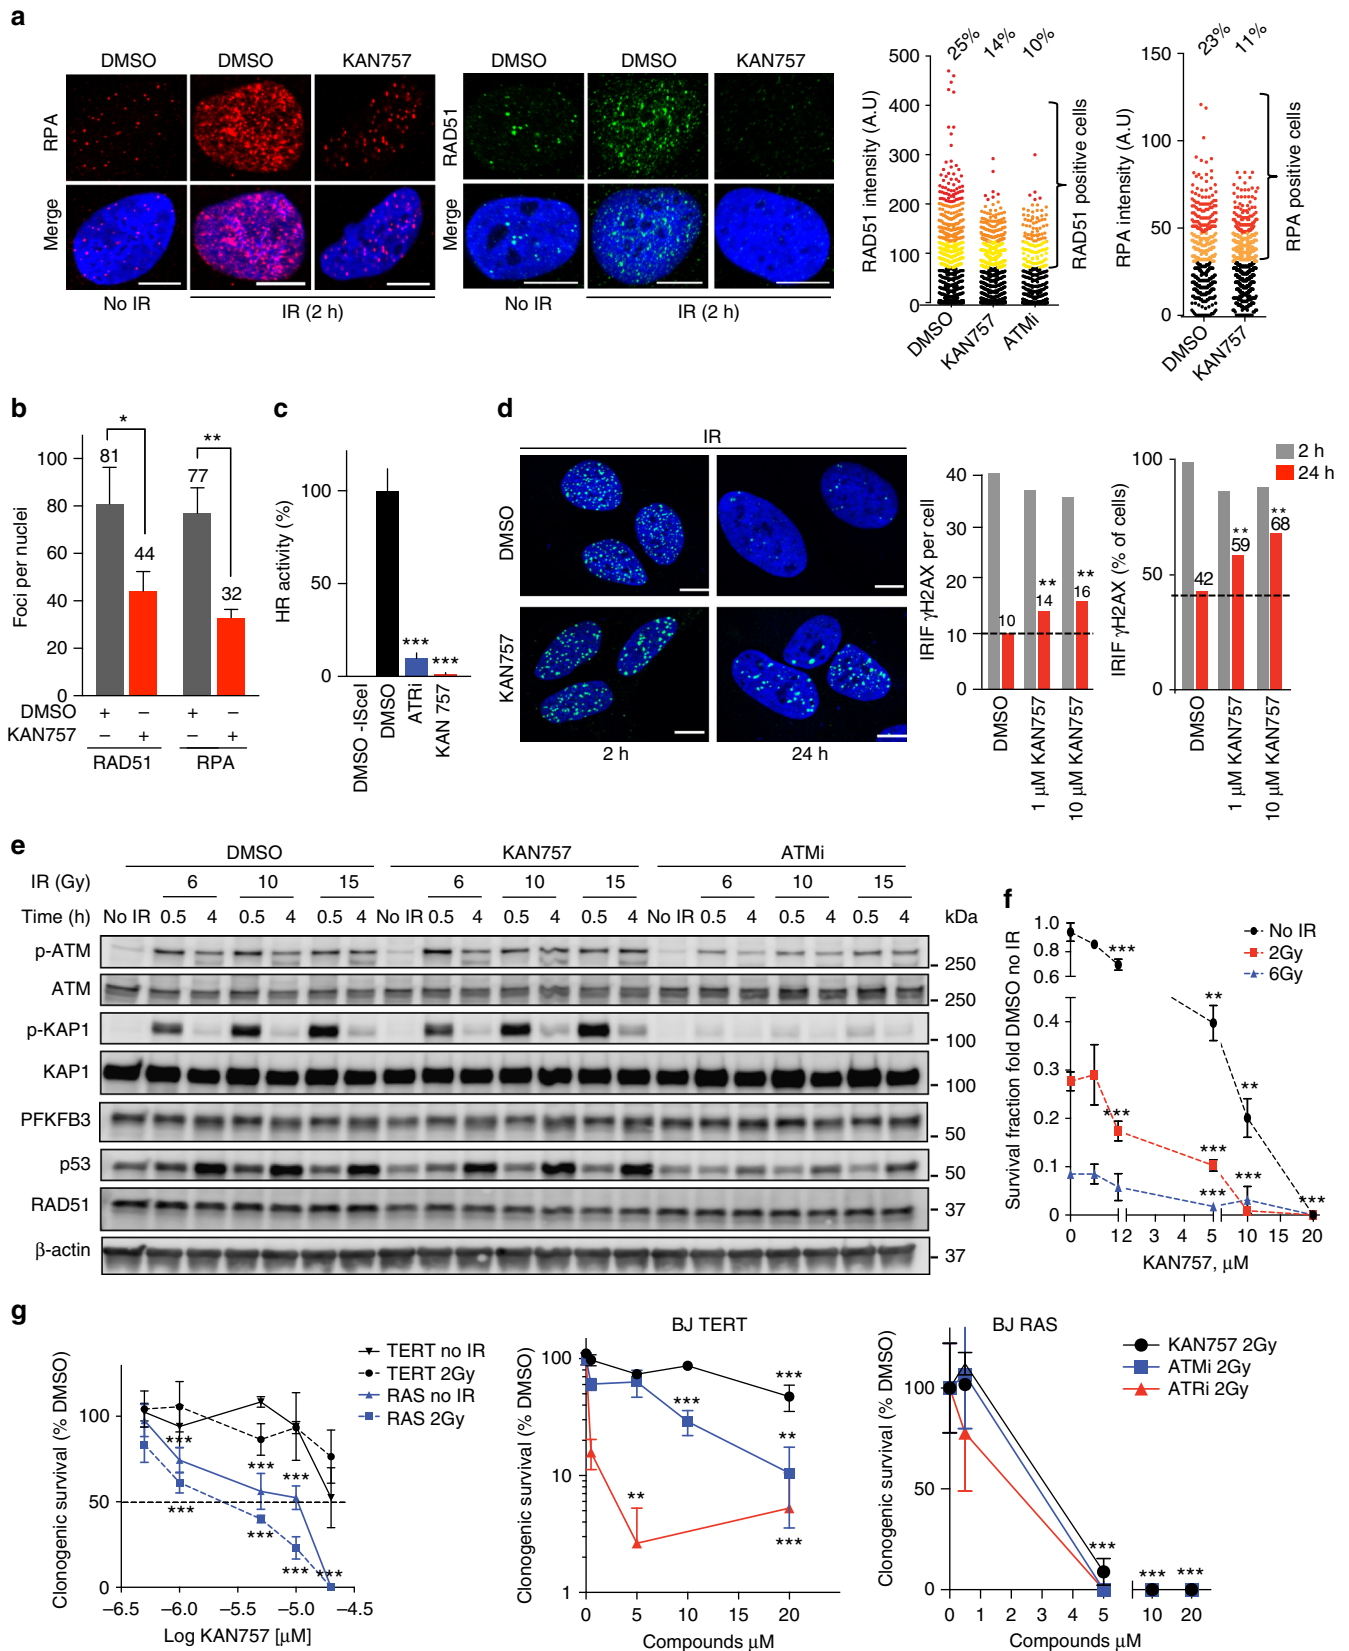 a
DMSO DMSO KAN757 DMSO DMSO KAN757
RPA
Merge
RAD51
Merge
No IR IR (2 h) No IR IR (2 h)
25% 14% 10%
RAD51 intensity (A.U)
500
400
300
200
100
0
RAD51 positive cells
DMSO KAN757 ATMi
23% 11%
RPA intensity (A.U)
150
100
50
0
RPA positive cells
DMSO KAN757
b
Foci per nuclei
100
80
60
40
20
0
* **
81 44 77 32
DMSO + – + –
KAN757 – + – +
RAD51 RPA
c
HR activity (%)
100
50
0
*** ***
DMSO -ISceI
DMSO
ATRi
KAN 757
d
IR
DMSO
KAN757
2 h 24 h
IRIF γH2AX per cell
40
30
20
10
0
10 14 16
** **
DMSO
1 μM KAN757
10 μM KAN757
IRIF γH2AX (% of cells)
100
50
0
42 59 68
** **
2 h
24 h
DMSO
1 μM KAN757
10 μM KAN757
e
DMSO KAN757 ATMi
IR (Gy) 6 10 15 6 10 15 6 10 15
Time (h) No IR 0.5 4 0.5 4 0.5 4 No IR 0.5 4 0.5 4 0.5 4 No IR 0.5 4 0.5 4 0.5 4 kDa
p-ATM 250
ATM 250
p-KAP1 100
KAP1 100
PFKFB3 50
p53 50
RAD51 37
β-actin 37
f
Survival fraction fold DMSO no IR
1.0
0.8
0.6
0.4
0.3
0.2
0.1
0
No IR
2Gy
6Gy
*** ** ** *** *** *** *** ***
0 1 2 3 4 5 10 15 20
KAN757, μM
g
Clonogenic survival (% DMSO)
100
50
0
TERT no IR
TERT 2Gy
RAS no IR
RAS 2Gy
*** *** *** *** *** *** ***
–6.5 –6.0 –5.5 –5.0 –4.5
Log KAN757 [μM]
BJ TERT
Clonogenic survival (% DMSO)
100
10
1
*** *** ** ** ***
0 5 10 15 20
Compounds μM
BJ RAS
Clonogenic survival (% DMSO)
100
50
0
*** *** ***
0 1 2 3 4 5 10 20
Compounds μM
KAN757 2Gy
ATMi 2Gy
ATRi 2Gy